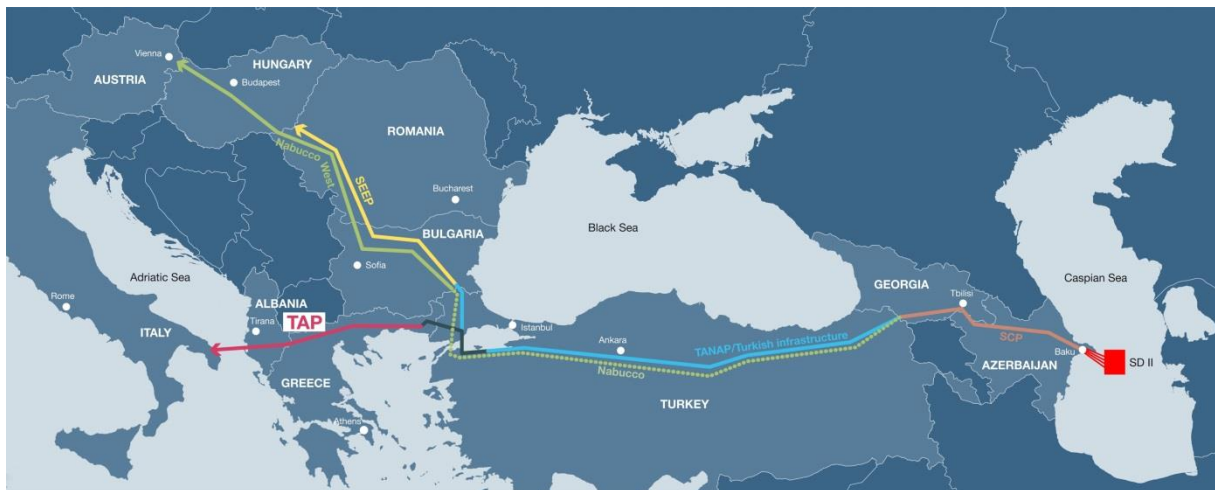 Vienna
AUSTRIA
HUNGARY
Budapest
ROMANIA
Nabucco West
SEEP
Bucharest
BULGARIA
Sofia
Black Sea
Caspian Sea
Adriatic Sea
Rome
ITALY
ALBANIA
Tirana
TAP
GREECE
Athens
Istanbul
Ankara
TANAP/Turkish infrastructure
Nabucco
TURKEY
GEORGIA
Tbilisi
SCP
AZERBAIJAN
Baku
SD II